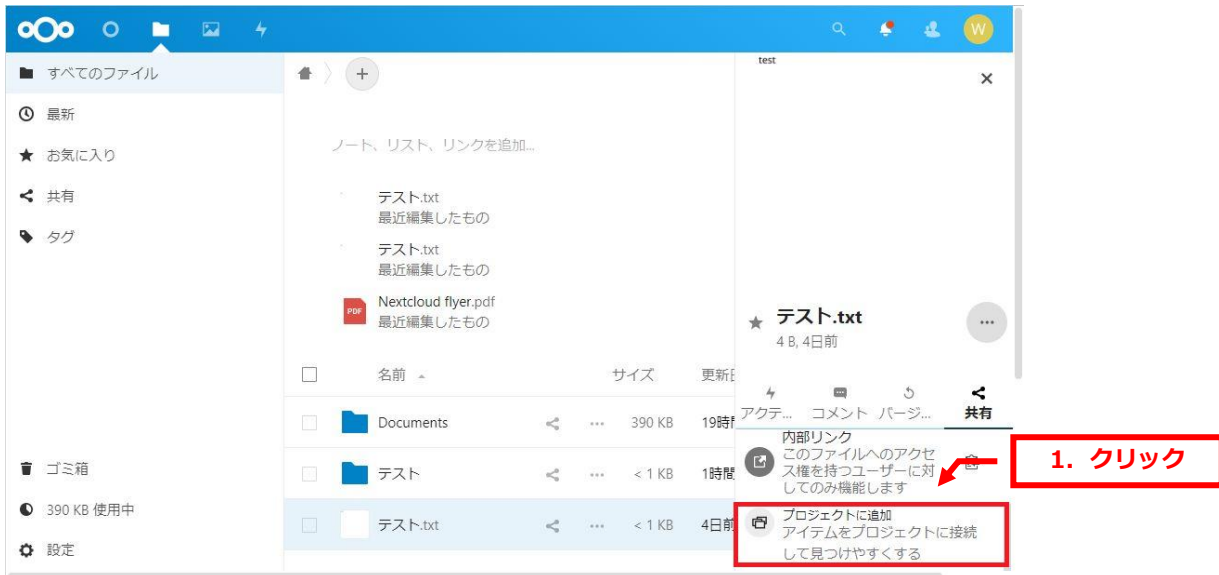 W
すべてのファイル
最新
お気に入り
共有
タグ
ゴミ箱
390 KB 使用中
設定
ノート、リスト、リンクを追加...
テスト.txt
最近編集したもの
テスト.txt
最近編集したもの
PDF
Nextcloud flyer.pdf
最近編集したもの
名前 サイズ 更新日
Documents 390 KB 19時間
テスト < 1 KB 1時間
テスト.txt < 1 KB 4日前
test
テスト.txt
4 B, 4日前
アクテ... コメント バージ... 共有
内部リンク
このファイルへのアクセ
ス権を持つユーザーに対
してのみ機能します
プロジェクトに追加
アイテムをプロジェクトに接続
して見つけやすくする
1. クリック